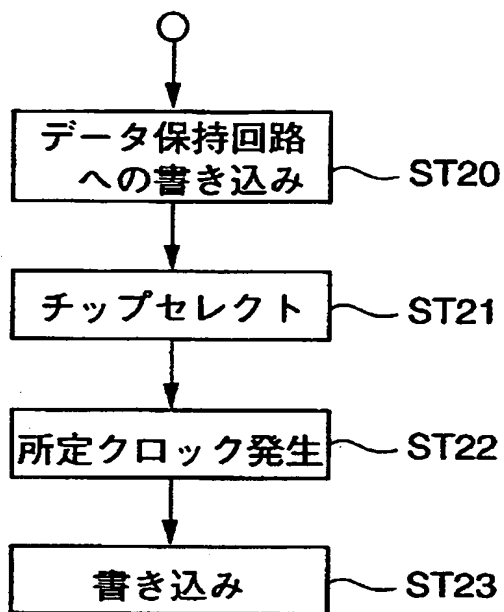 データ保持回路
への書き込み
ST20
チップセレクト
ST21
所定クロック発生
ST22
書き込み
ST23